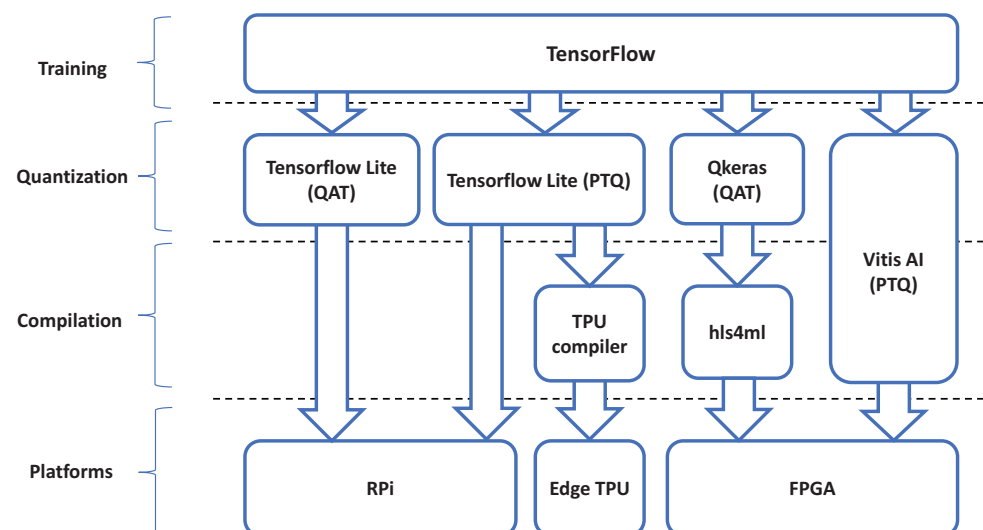 TensorFlow
Training
Quantization
Tensorflow Lite
(QAT)
Tensorflow Lite (PTQ)
Qkeras
(QAT)
Vitis AI
(PTQ)
Compilation
TPU
compiler
hls4ml
Platforms
RPi
Edge TPU
FPGA